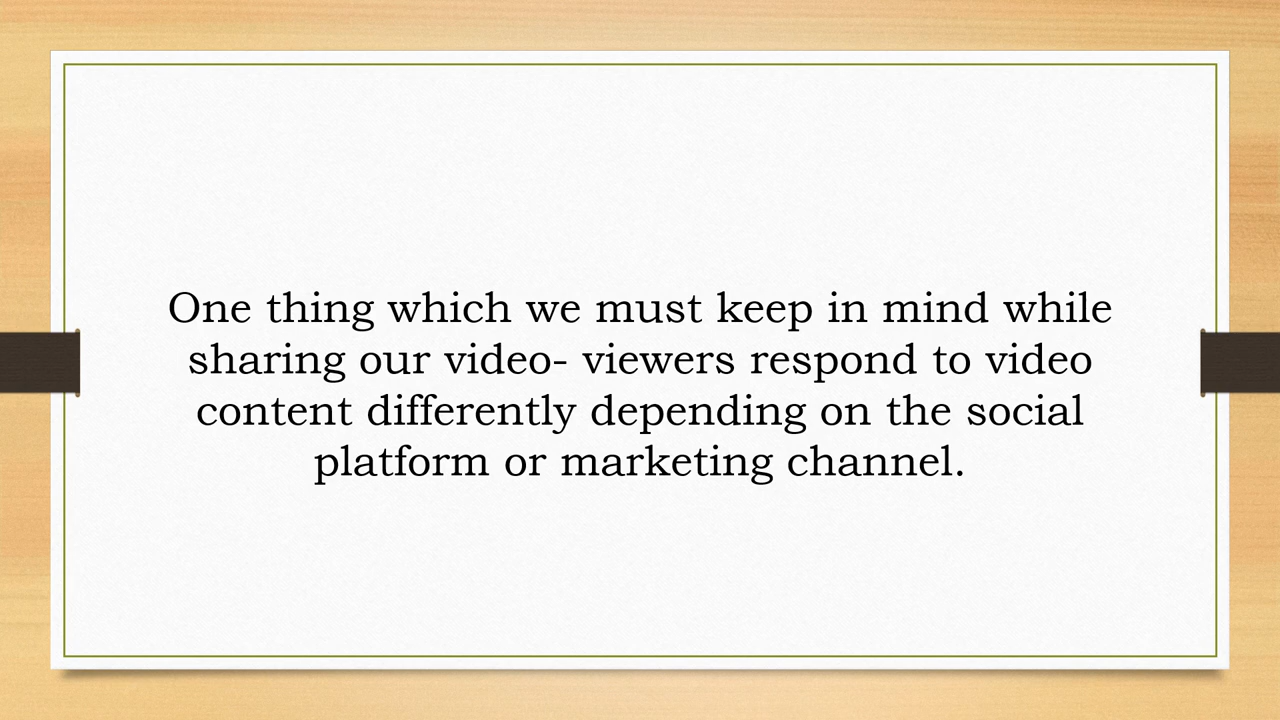 One thing which we must keep in mind while
sharing our video- viewers respond to video
content differently depending on the social
platform or marketing channel.